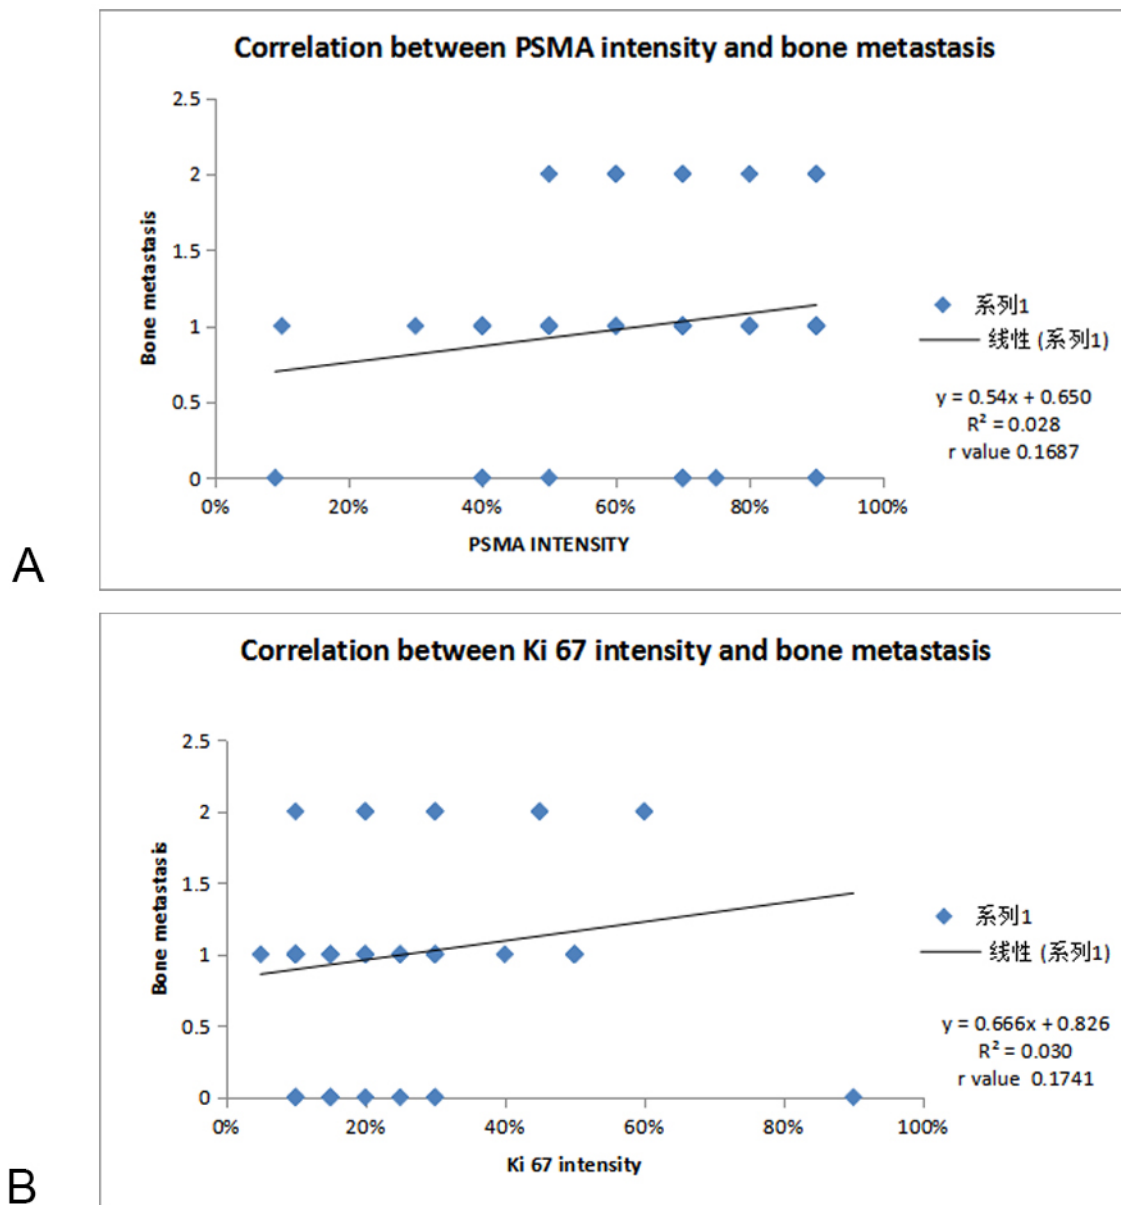 Correlation between PSMA intensity and bone metastasis
2.5
2
1.5
1
0.5
0
Bone metastasis
0% 20% 40% 60% 80% 100%
PSMA INTENSITY
系列1
线性 (系列1)
y = 0.54x + 0.650
R² = 0.028
r value 0.1687
A
Correlation between Ki 67 intensity and bone metastasis
2.5
2
1.5
1
0.5
0
Bone metastasis
0% 20% 40% 60% 80% 100%
Ki 67 intensity
系列1
线性 (系列1)
y = 0.666x + 0.826
R² = 0.030
r value 0.1741
B